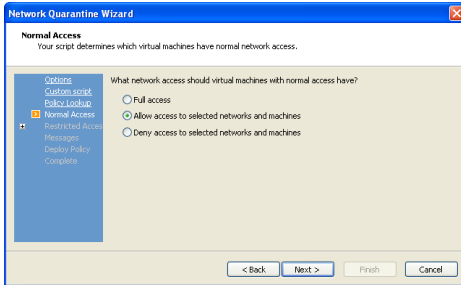 Network Quarantine Wizard
Normal Access
Your script determines which virtual machines have normal network access.
Options
Custom script
Policy Lookup
Normal Access
Restricted Acces
Messages
Deploy Policy
Complete
What network access should virtual machines with normal access have?
Full access
Allow access to selected networks and machines
Deny access to selected networks and machines
< Back
Next >
Finish
Cancel